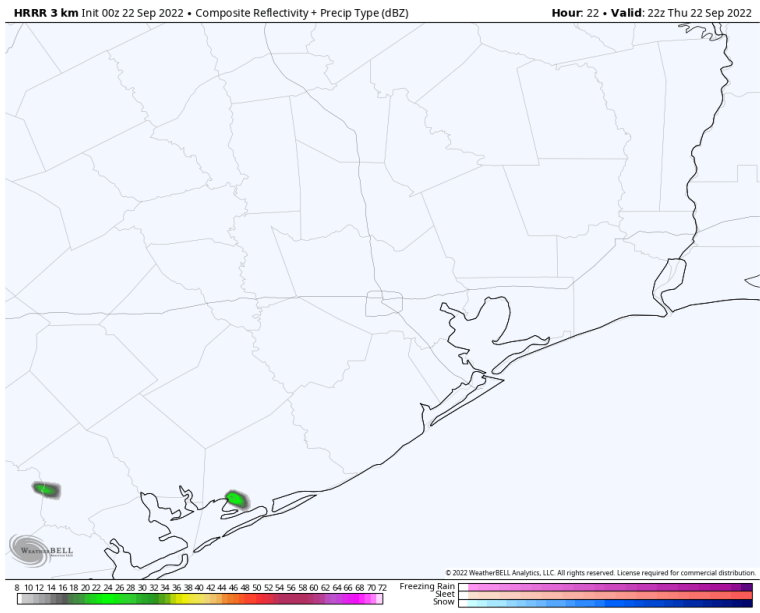 HRRR 3 km Init 00z 22 Sep 2022 • Composite Reflectivity + Precip Type (dBZ) Hour: 22 • Valid: 22z Thu 22 Sep 2022
WEATHERBELL
© 2022 WeatherBELL Analytics, LLC. All rights reserved. License required for commercial distribution.
8 10 12 14 16 18 20 22 24 26 28 30 32 34 36 38 40 42 44 46 48 50 52 54 56 58 60 62 64 66 68 70 72
Freezing Rain
Sleet
Snow